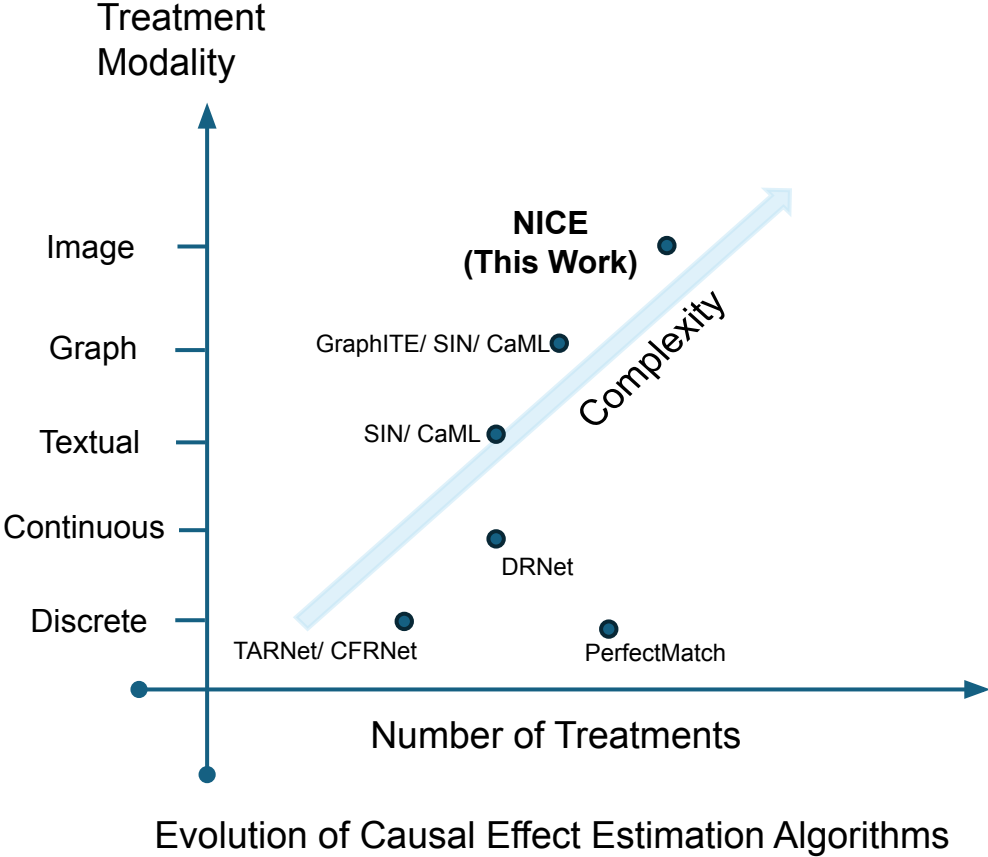 Treatment
Modality
Image
NICE
(This Work)
Graph
GraphITE/ SIN/ CaML
Complexity
Textual
SIN/ CaML
Continuous
DRNet
Discrete
TARNet/ CFRNet
PerfectMatch
Number of Treatments
Evolution of Causal Effect Estimation Algorithms